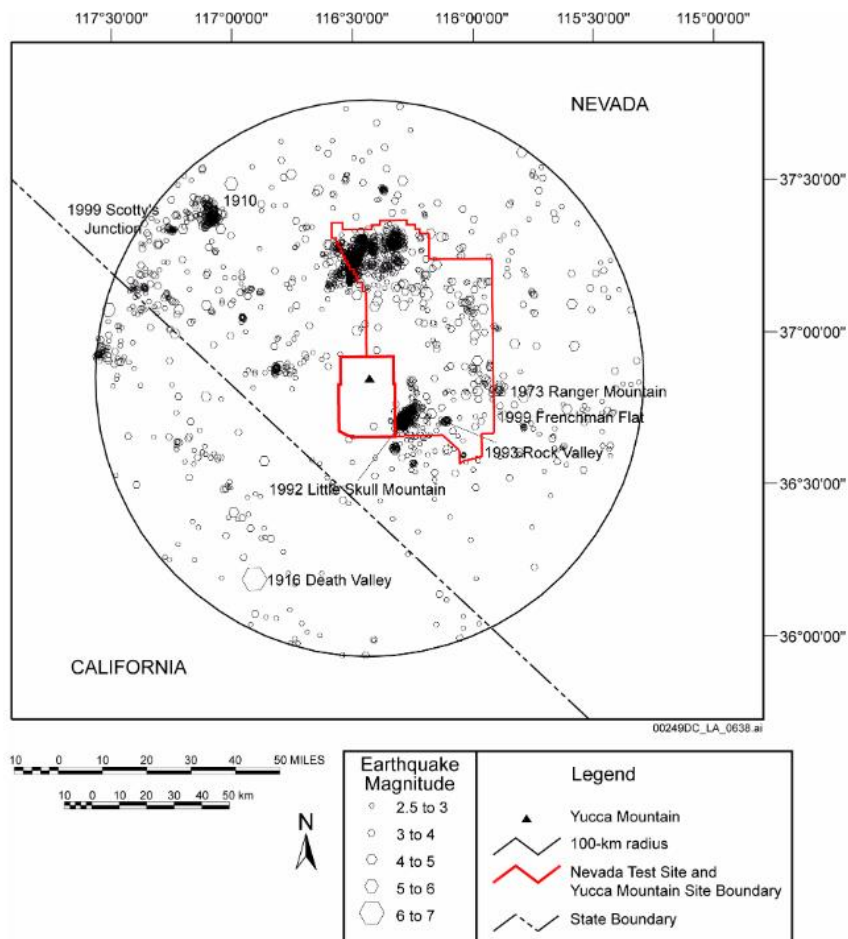 117°30'00" 117°00'00" 116°30'00" 116°00'00" 115°30'00" 115°00'00"
NEVADA
1910
1999 Scotty's
Junction
37°30'00"
37°00'00"
1973 Ranger Mountain
1999 Frenchman Flat
1993 Rock Valley
1992 Little Skull Mountain
36°30'00"
1916 Death Valley
36°00'00"
CALIFORNIA
00249DC_LA_0638.ai
10 0 10 20 30 40 50 MILES
10 0 10 20 30 40 50 km
N
Earthquake
Magnitude
2.5 to 3
3 to 4
4 to 5
5 to 6
6 to 7
Legend
Yucca Mountain
100-km radius
Nevada Test Site and
Yucca Mountain Site Boundary
State Boundary